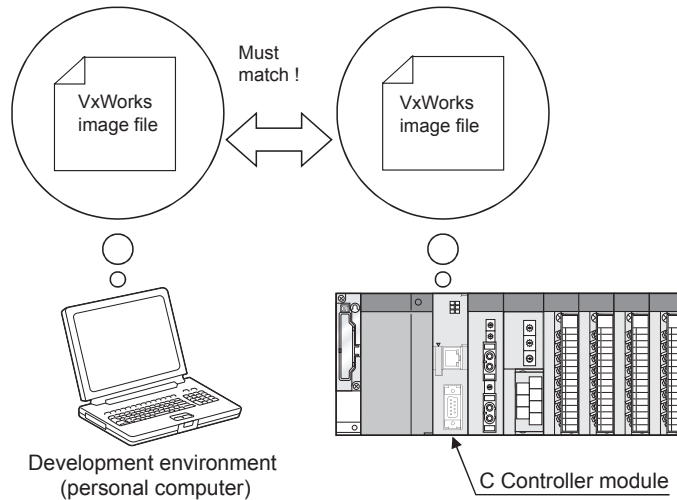 Must
match !
VxWorks
image file
VxWorks
image file
Development environment
(personal computer)
C Controller module